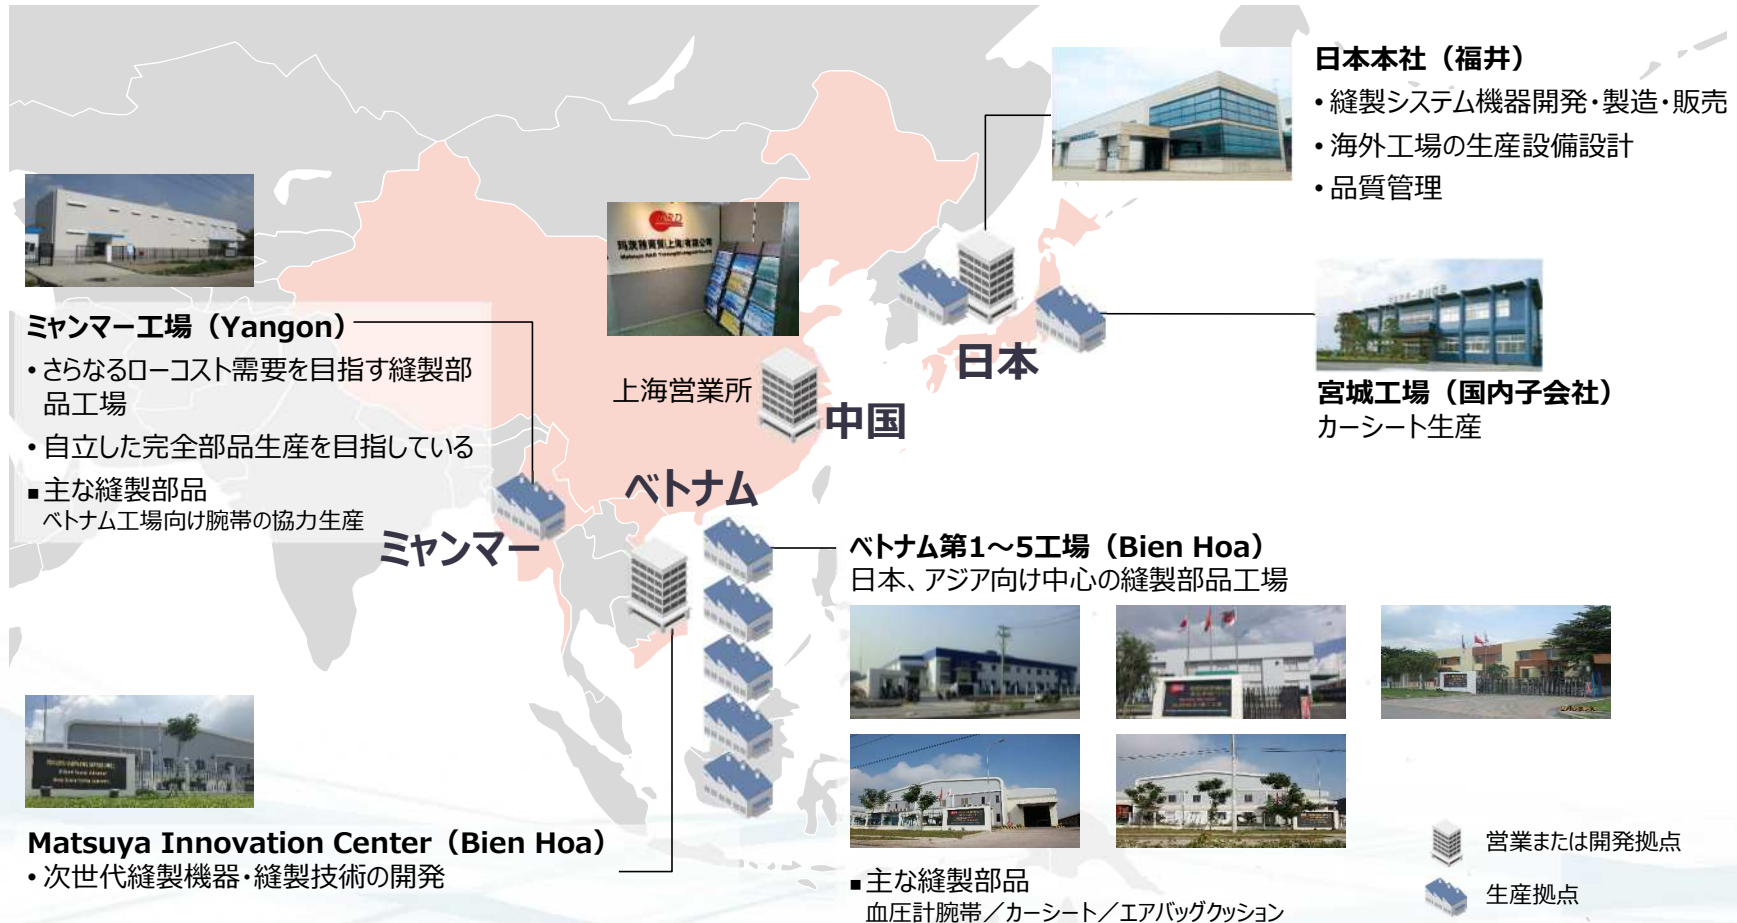 日本本社（福井）
• 縫製システム機器開発・製造・販売
• 海外工場の生産設備設計
• 品質管理
宮城工場（国内子会社）
カーシート生産
日本
玛茨雅商贸(上海)有限公司
上海営業所
中国
ミャンマー工場（Yangon）
• さらなるローコスト需要を目指す縫製部
品工場
• 自立した完全部品生産を目指している
■ 主な縫製部品
ベトナム工場向け腕帯の協力生産
ミャンマー
ベトナム
ベトナム第1～5工場（Bien Hoa）
日本、アジア向け中心の縫製部品工場
■ 主な縫製部品
血圧計腕帯／カーシート／エアバッグクッション
Matsuya Innovation Center（Bien Hoa）
• 次世代縫製機器・縫製技術の開発
営業または開発拠点
生産拠点